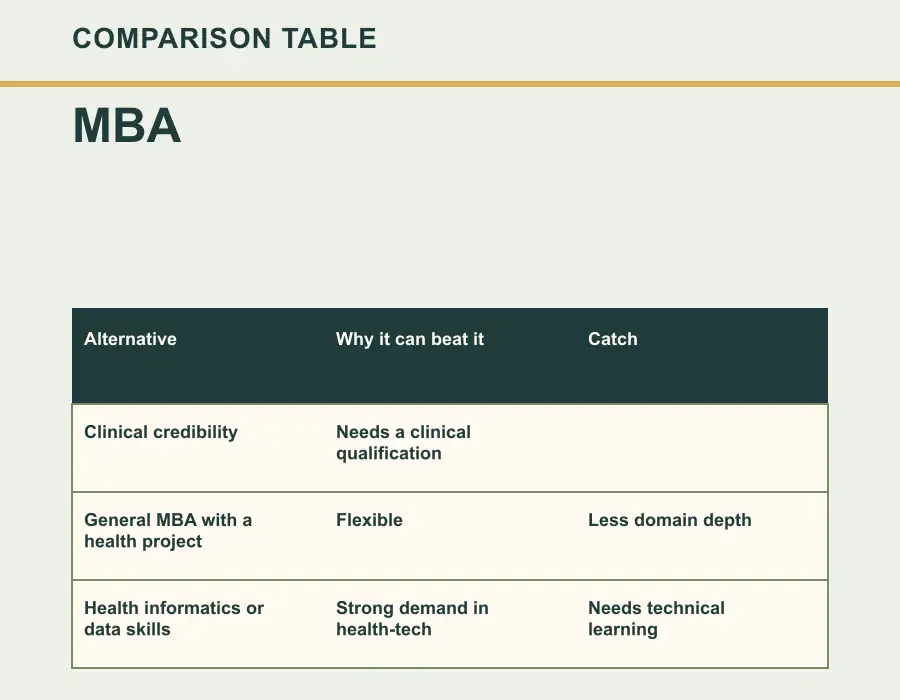 COMPARISON TABLE
MBA
Alternative Why it can beat it Catch
Clinical credibility Needs a clinical
qualification
General MBA with a Flexible Less domain depth
health project
Health informatics or Strong demand in Needs technical
data skills health-tech learning